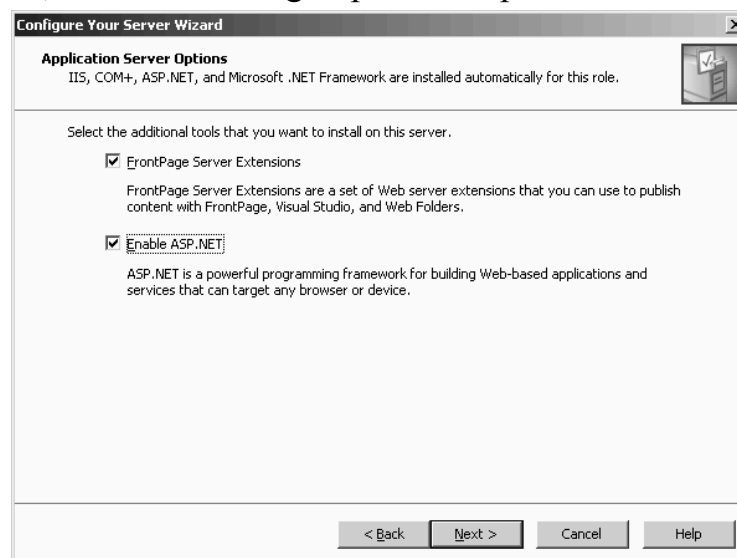 Configure Your Server Wizard
Application Server Options
IIS, COM+, ASP.NET, and Microsoft .NET Framework are installed automatically for this role.
Select the additional tools that you want to install on this server.
FrontPage Server Extensions
FrontPage Server Extensions are a set of Web server extensions that you can use to publish
content with FrontPage, Visual Studio, and Web Folders.
Enable ASP.NET
ASP.NET is a powerful programming framework for building Web-based applications and
services that can target any browser or device.
< Back Next > Cancel Help